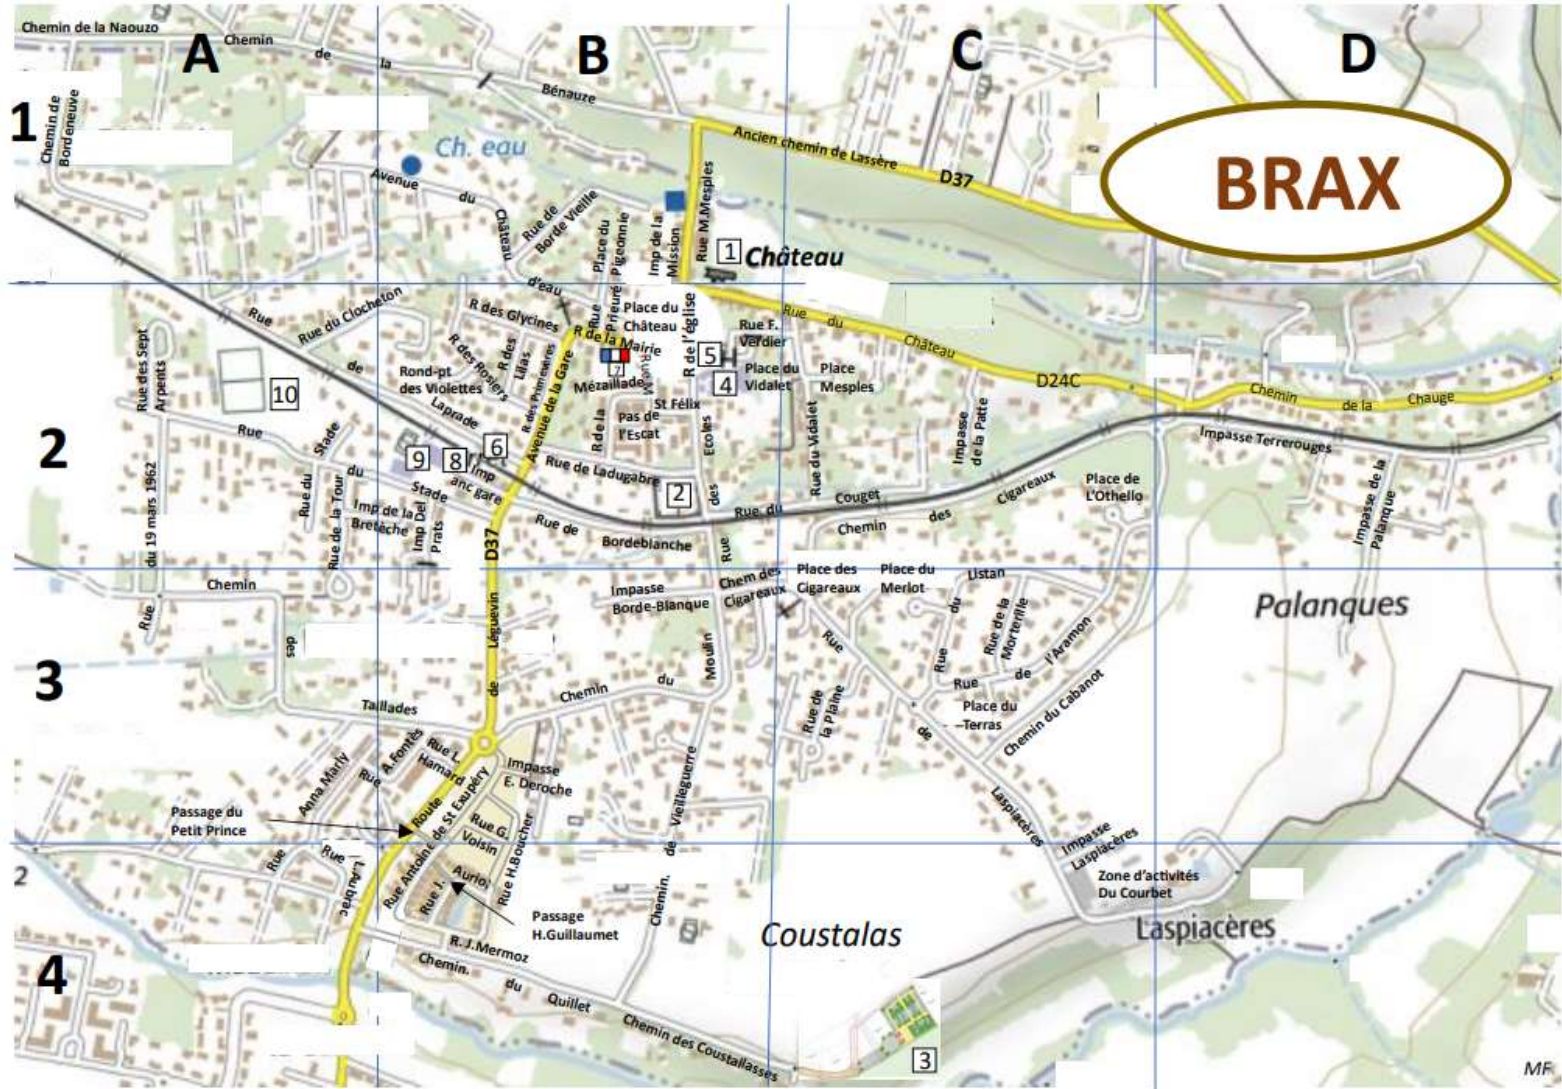 Chemin de la Naouzo
A
Chemin
de
la
B
C
D
1
Chemin de
Bordeneuve
Bénauze
Ch. eau
Ancien chemin de Lassère
D37
BRAX
Avenue
du
Château
d'eau
Rue de
Borde Vieille
Place du
Pigeonnie
Imp de la
Mission
Rue M.Mesples
1
Château
Rue
de
Laprade
Rue du Clocheton
R des Glycines
R des Rosiers
R des
Lilas
R des Primevères
Rue
Prieuré
Place du
Château
R de la Mairie
R de l'église
Rue F.
Verdier
Rue du
Château
D24C
Chemin
de la
Chauge
Rue des Sept
Arpents
10
Rond-pt
des Violettes
Avenue de la Gare
7
Mézaillade
R de la
Rue M
St Félix
Pas de
l'Escat
5
4
Place du
Vidalet
Place
Mesples
Impasse
de la Patte
Impasse Terrerouges
2
Rue
du
Stade
Rue du
Stade
9
8
6
Imp
anc gare
Rue de Ladugabre
2
Ecoles
des
Rue
Rue du Vidalet
Rue du
Couget
Chemin
des
Cigareaux
Place de
L'Othello
Impasse de la
Palanque
du 19 mars 1962
Rue
Rue de la Tour
Imp de la
Bretèche
Imp Del
Prats
D37
Rue de
Bordeblanche
Chemin
des
Taillades
3
Impasse
Borde-Blanque
Chem des
Cigareaux
Place des
Cigareaux
Place du
Merlot
Listan
du
Rue
Rue de la
Morterille
Rue
de
l'Aramon
Palanques
Léguevin
de
Route
Chemin
du
Moulin
Rue
de
Laspiacères
Rue de
la Plaine
Place du
Terras
Chemin du Cabanot
A.Fontès
Rue
Rue L.
Hamard
Anna Marly
Rue
Impasse
E. Deroche
Passage du
Petit Prince
Rue Antoine de St Exupéry
Rue G.
Voisin
Rue H.Boucher
Chemin.
de
Vieilleguerre
Impasse
Laspiacères
Zone d'activités
Du Courbet
Laspiacères
2
Rue
L.Aubrac
Rue J.
Auriol
Passage
H.Guillaumet
Coustalas
4
R. J.Mermoz
Chemin.
du
Quillet
Chemin des Coustallasses
3
MF